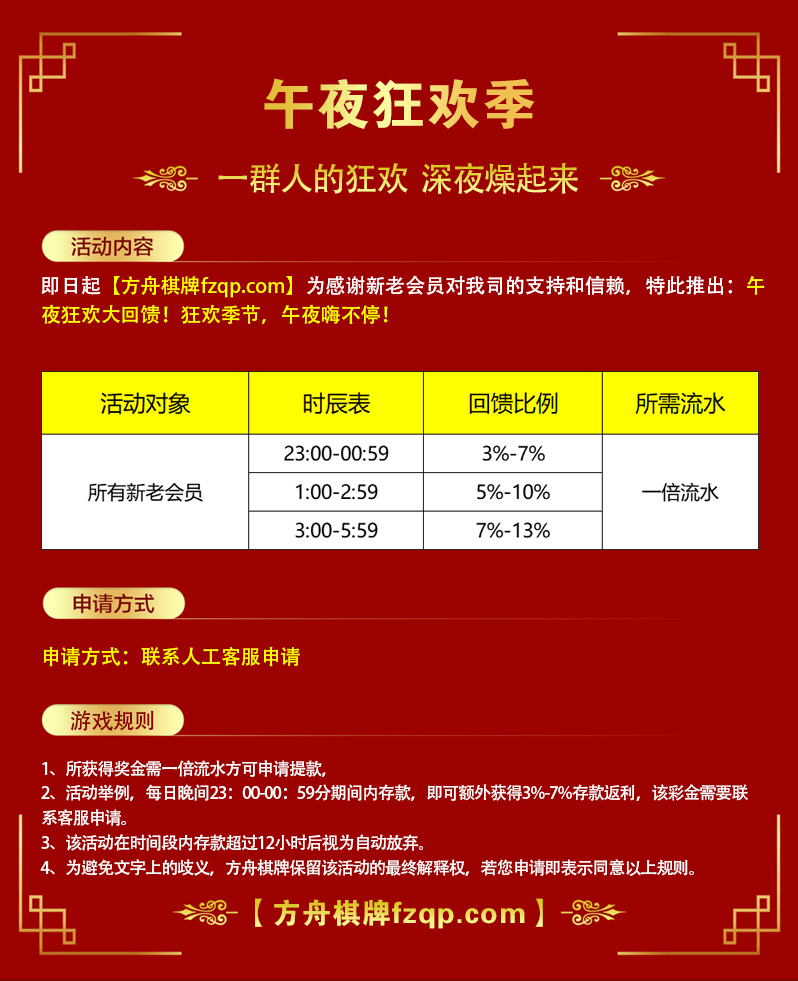 午夜狂欢季
一群人的狂欢 深夜燥起来
活动内容
即日起【方舟棋牌fzqp.com】为感谢新老会员对我司的支持和信赖，特此推出：午
夜狂欢大回馈！狂欢季节，午夜嗨不停！
活动对象 时辰表 回馈比例 所需流水
23:00-00:59 3%-7%
所有新老会员 1:00-2:59 5%-10% 一倍流水
3:00-5:59 7%-13%
申请方式
申请方式：联系人工客服申请
游戏规则
1、所获得奖金需一倍流水方可申请提款,
2、活动举例，每日晚间23：00-00：59分期间内存款，即可额外获得3%-7%存款返利，该彩金需要联
系客服申请。
3、该活动在时间段内存款超过12小时后视为自动放弃。
4、为避免文字上的歧义，方舟棋牌保留该活动的最终解释权，若您申请即表示同意以上规则。
【方舟棋牌fzqp.com】